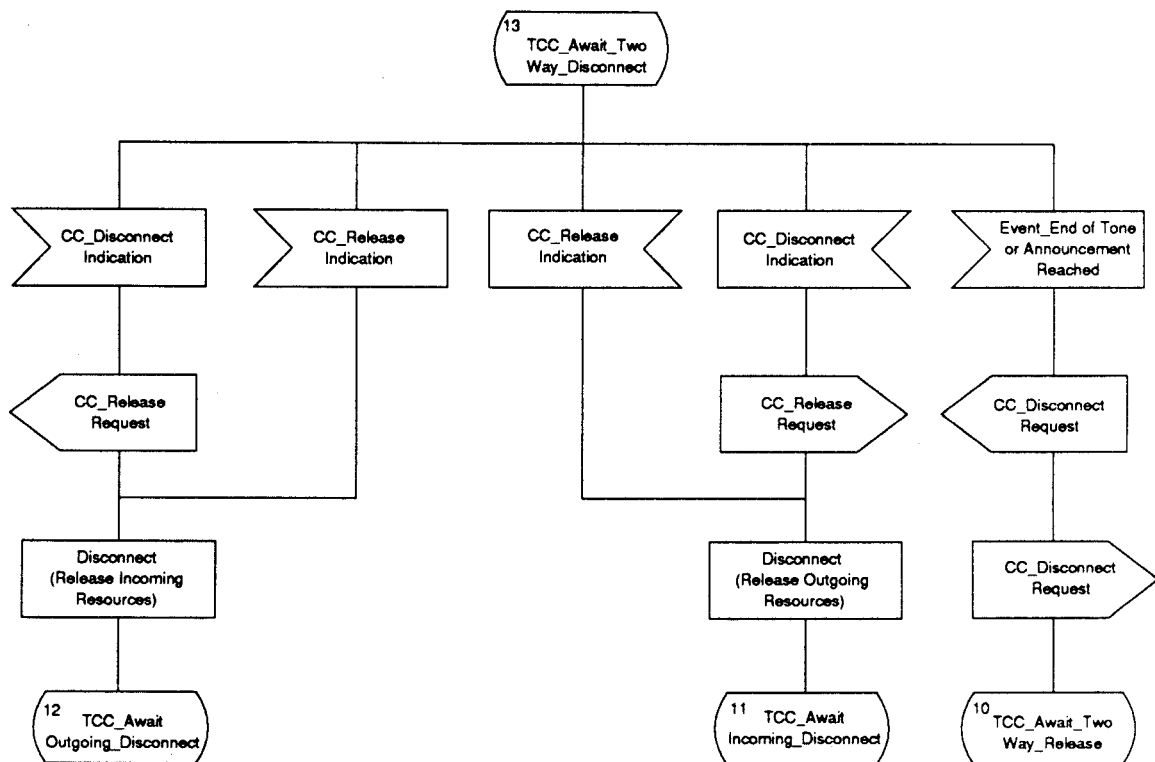 13
TCC_Await_Two
Way_Disconnect
CC_Disconnect
Indication
CC_Release
Indication
CC_Release
Indication
CC_Disconnect
Indication
Event_End of Tone
or Announcement
Reached
CC_Release
Request
CC_Release
Request
CC_Disconnect
Request
Disconnect
(Release Incoming
Resources)
Disconnect
(Release Outgoing
Resources)
CC_Disconnect
Request
12
TCC_Await
Outgoing_Disconnect
11
TCC_Await
Incoming_Disconnect
10
TCC_Await_Two
Way_Release